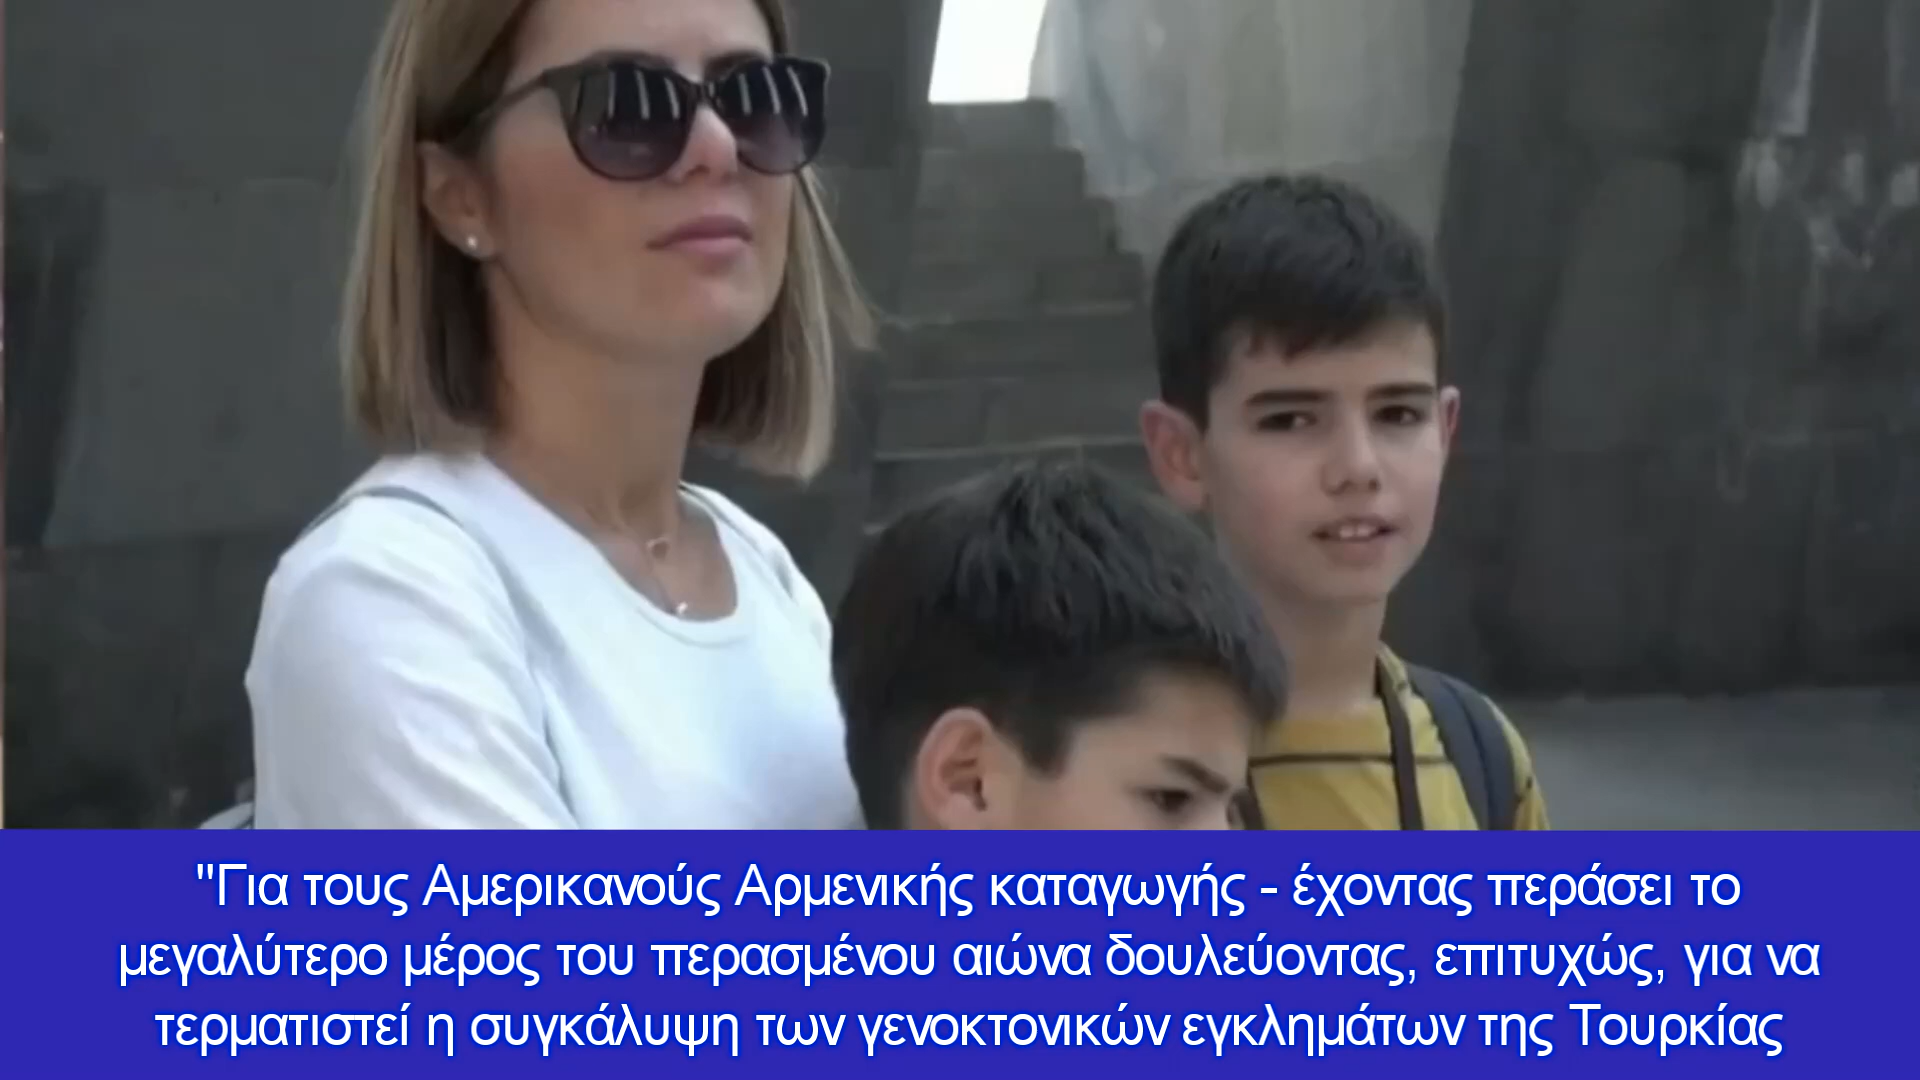 "Για τους Αμερικανούς Αρμενικής καταγωγής - έχοντας περάσει το
μεγαλύτερο μέρος του περασμένου αιώνα δουλεύοντας, επιτυχώς, για να
τερματιστεί η συγκάλυψη των γενοκτονικών εγκλημάτων της Τουρκίας